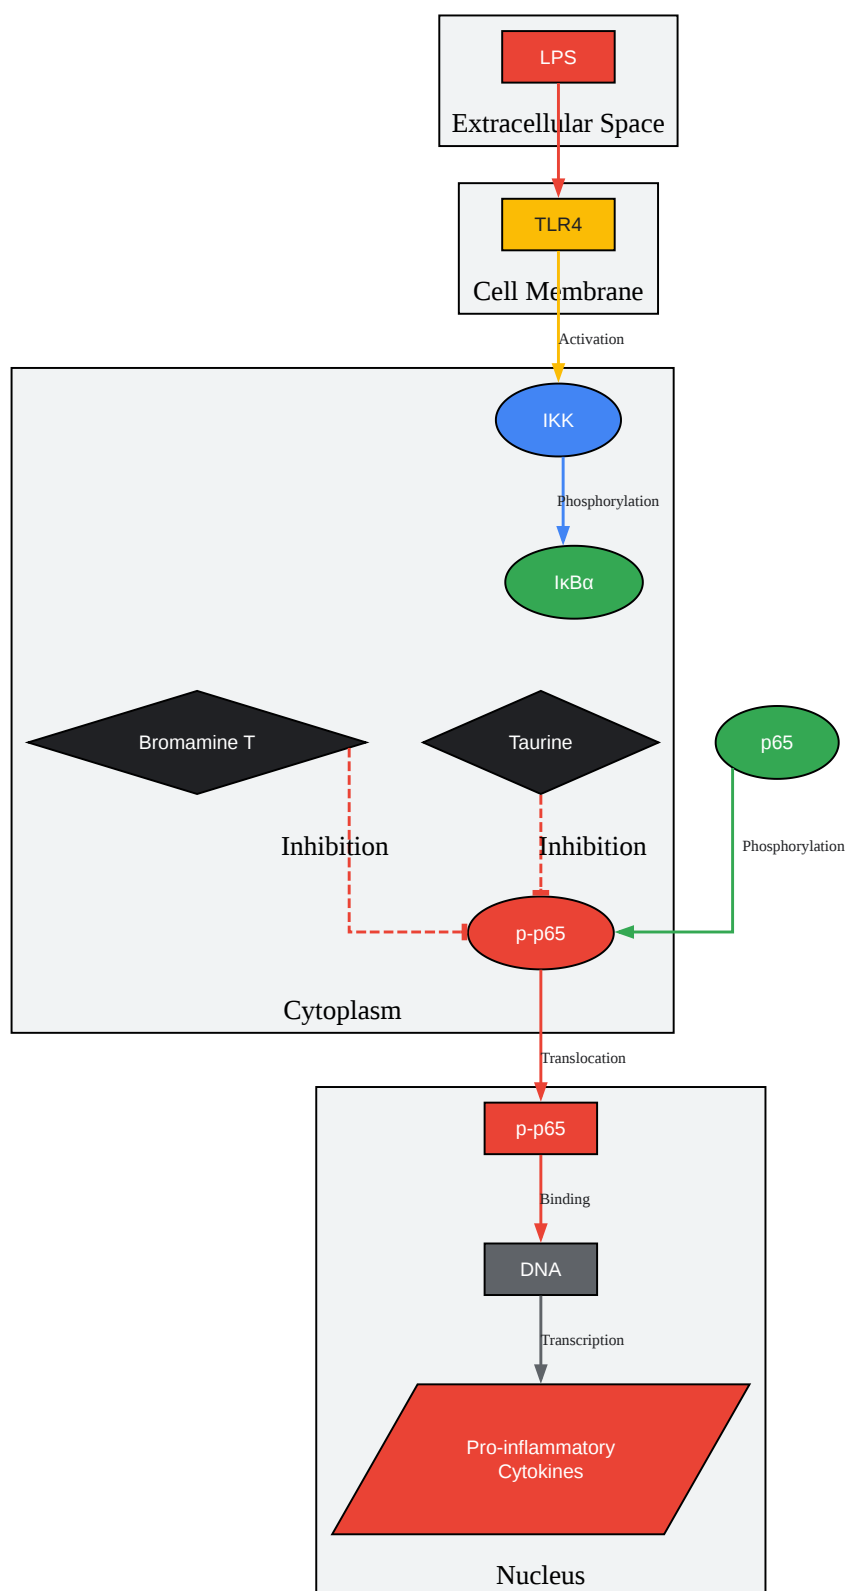 LPS
Extracellular Space
TLR4
Cell Membrane
Activation
IKK
Phosphorylation
IκBα
Bromamine T
Taurine
p65
Inhibition
Inhibition
Phosphorylation
p-p65
Cytoplasm
Translocation
p-p65
Binding
DNA
Transcription
Pro-inflammatory
Cytokines
Nucleus